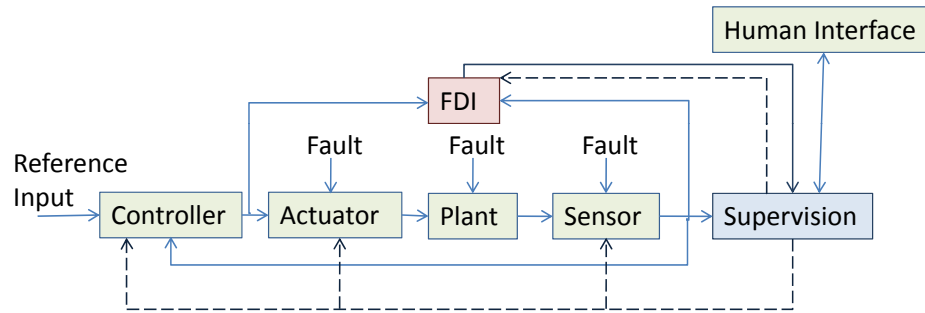 Human Interface
FDI
Fault
Fault
Fault
Reference
Input
Controller
Actuator
Plant
Sensor
Supervision